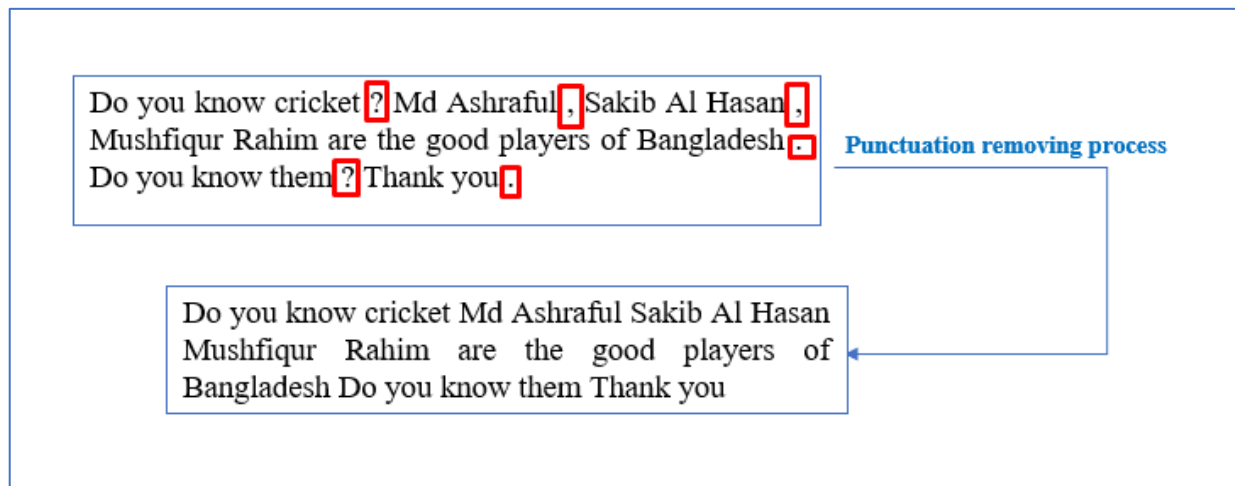 Do you know cricket ? Md Ashraful , Sakib Al Hasan ,
Mushfiqur Rahim are the good players of Bangladesh .
Do you know them ? Thank you .
Punctuation removing process
Do you know cricket Md Ashraful Sakib Al Hasan
Mushfiqur Rahim are the good players of
Bangladesh Do you know them Thank you